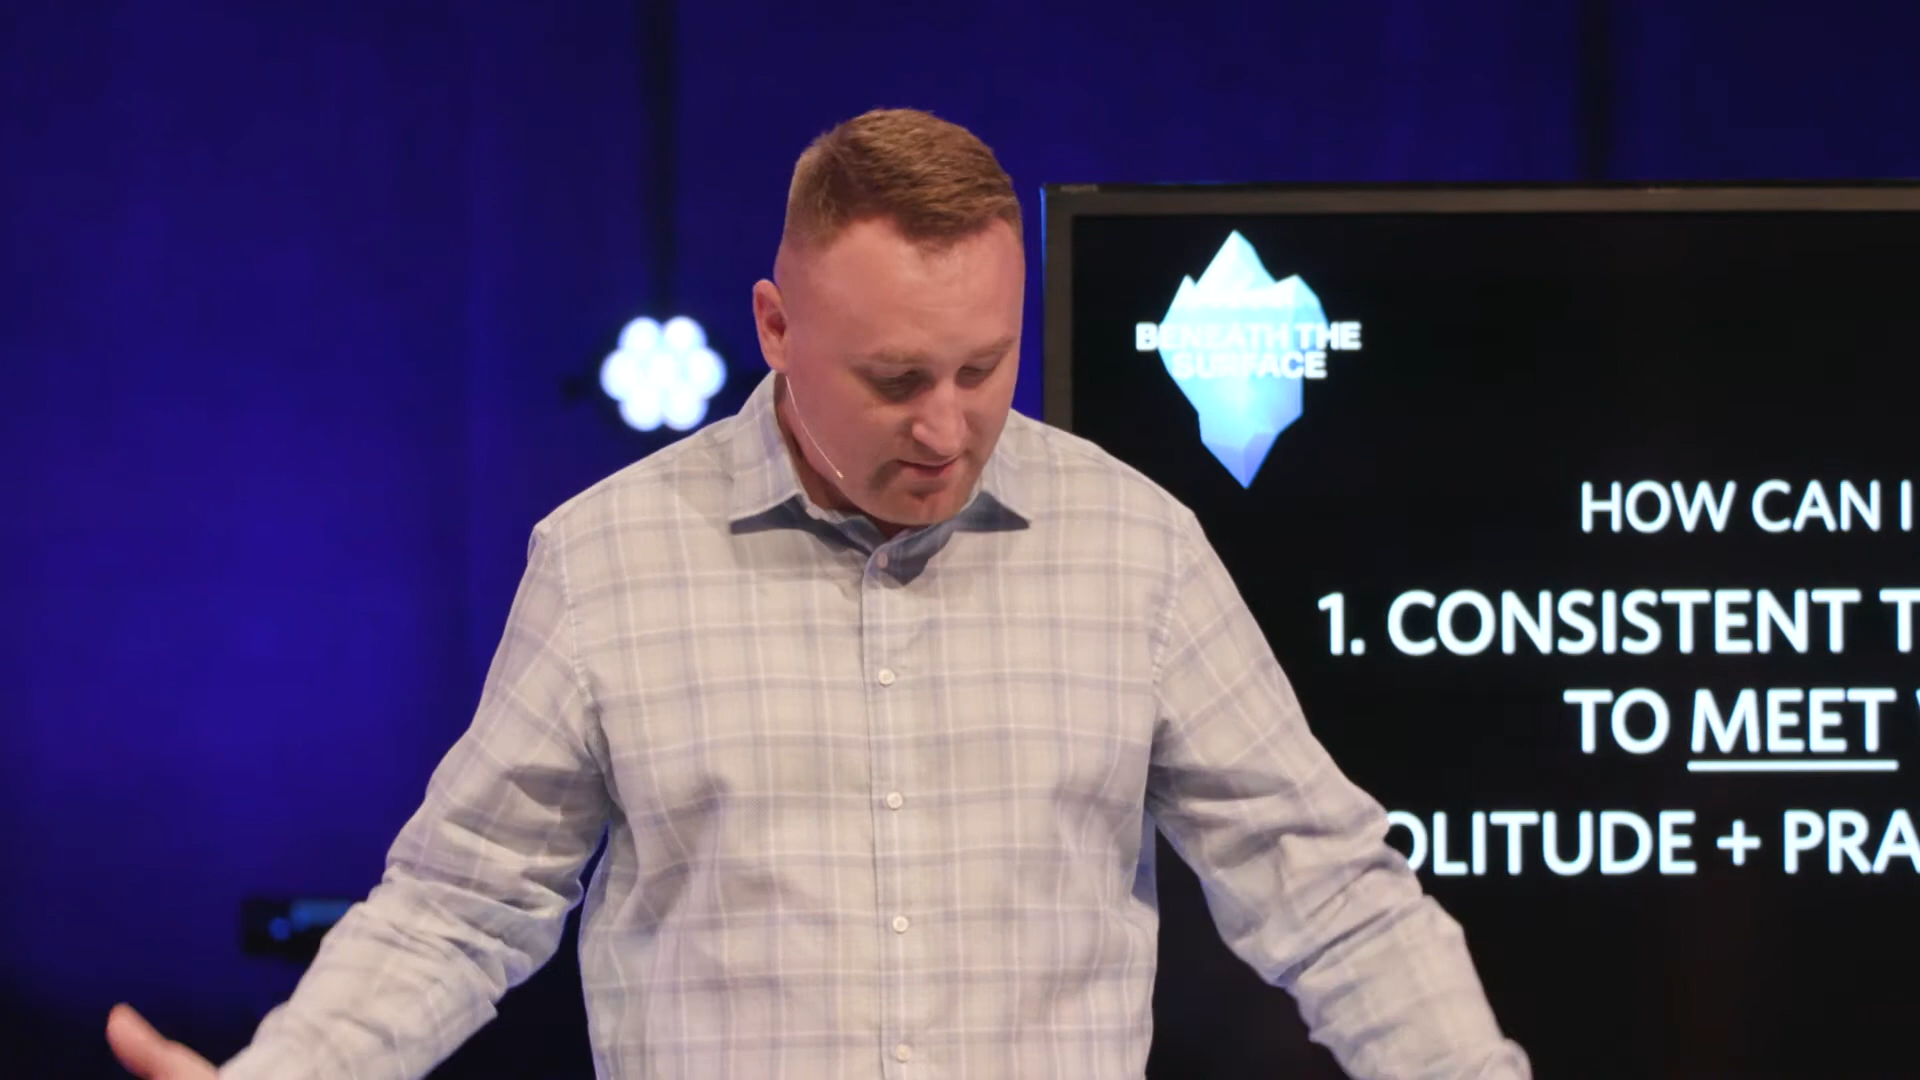 BENEATH THE
SURFACE
HOW CAN I
1. CONSISTENT T
TO MEET
OLITUDE + PRA